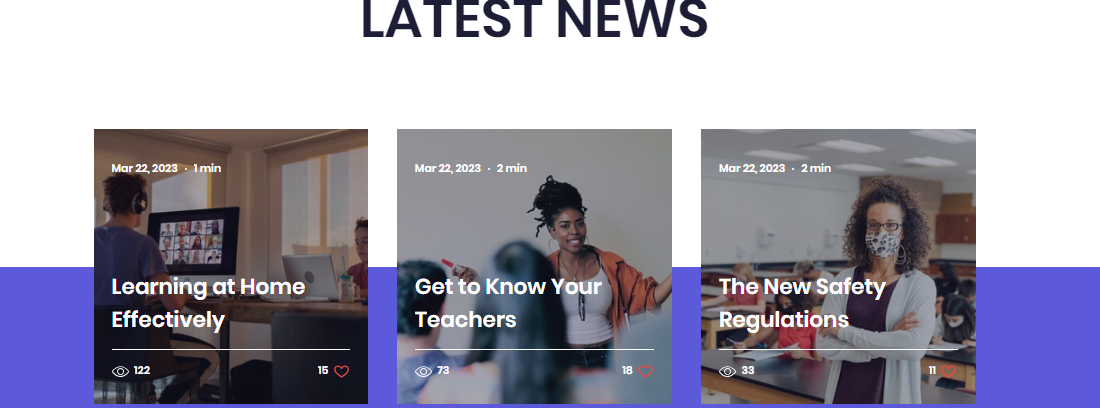 LATEST NEWS
Mar 22, 2023 · 1 min
Learning at Home
Effectively
122
15
Mar 22, 2023 · 2 min
Get to Know Your
Teachers
73
18
Mar 22, 2023 · 2 min
The New Safety
Regulations
33
11